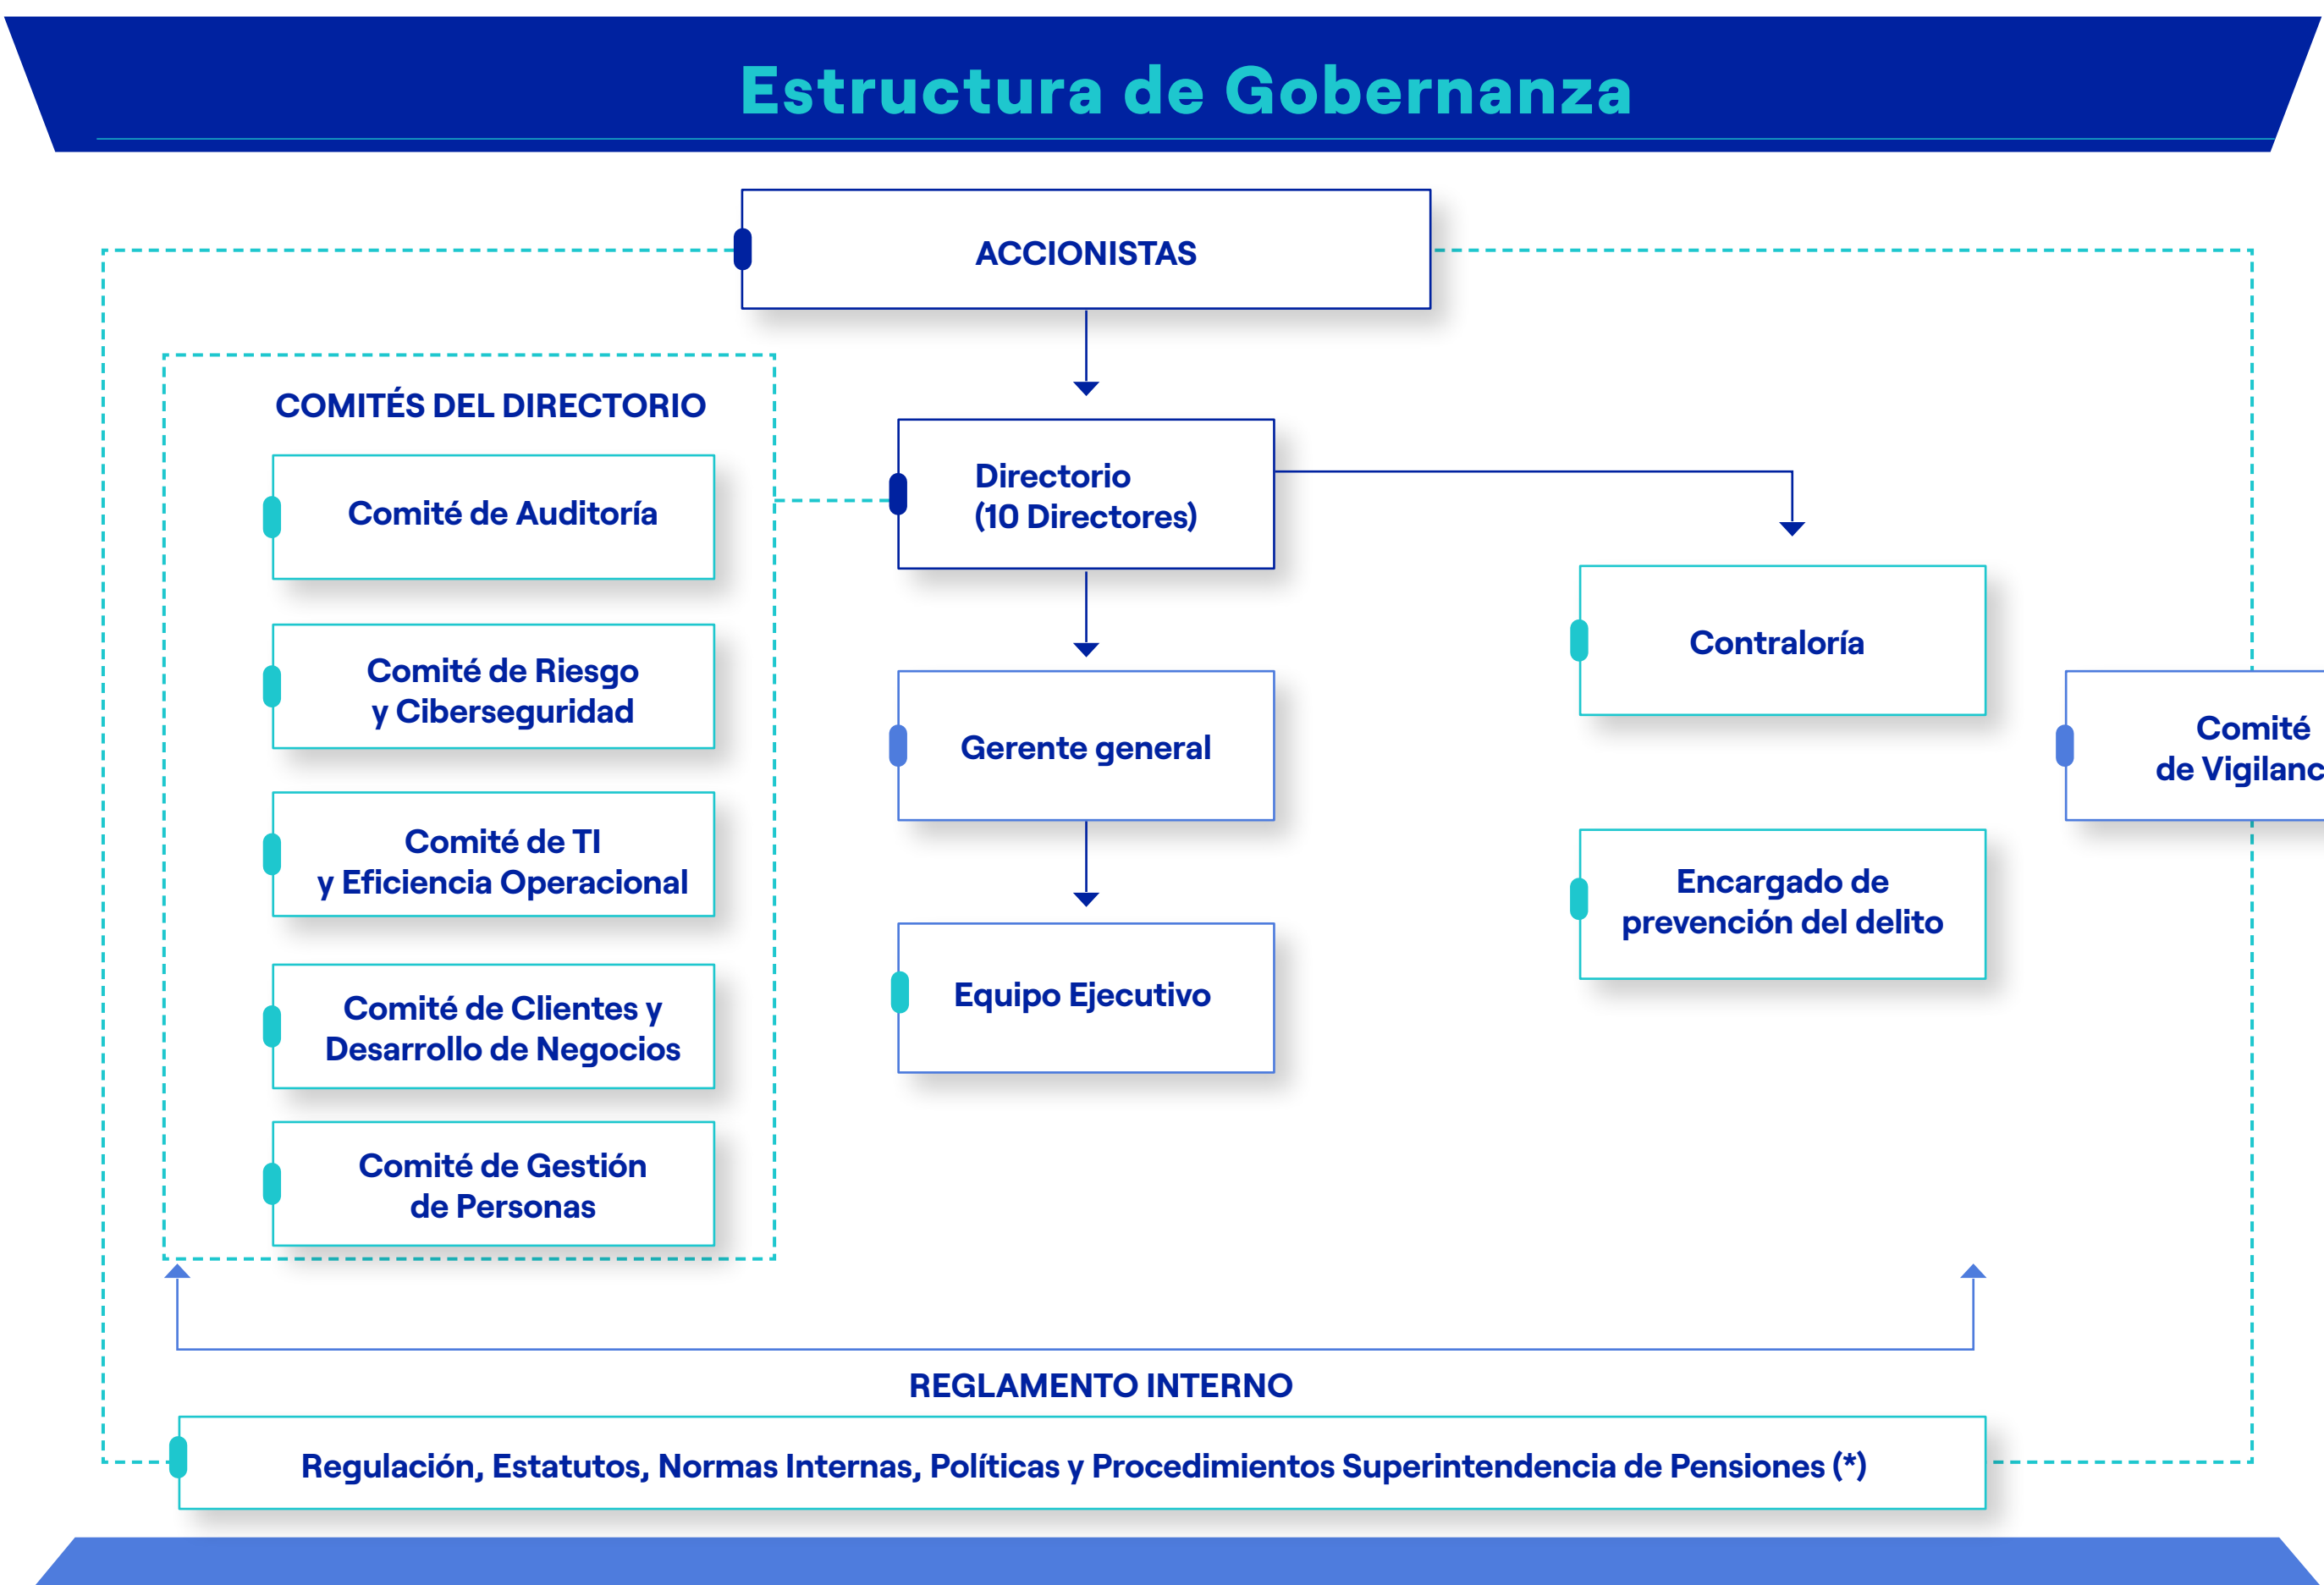 Estructura de Gobernanza
ACCIONISTAS
COMITÉS DEL DIRECTORIO
Comité de Auditoría
Comité de Riesgo
y Ciberseguridad
Comité de TI
y Eficiencia Operacional
Comité de Clientes y
Desarrollo de Negocios
Comité de Gestión
de Personas
Directorio
(10 Directores)
Gerente general
Equipo Ejecutivo
Contraloría
Encargado de
prevención del delito
Comité
de
REGLAMENTO INTERNO
Regulación, Estatutos, Normas Internas, Políticas y Procedimientos Superintendencia de Pensiones (*)